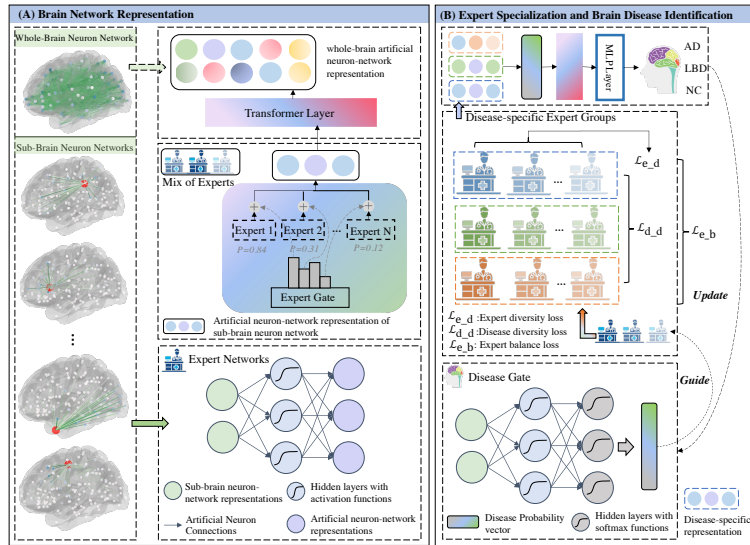 (A) Brain Network Representation
Whole-Brain Neuron Network
Sub-Brain Neuron Networks
whole-brain artificial
neuron-network
representation
Transformer Layer
Mix of Experts
Expert 1
Expert 2
...
Expert N
P=0.84
P=0.31
P=0.12
Expert Gate
Artificial neuron-network representation of
sub-brain neuron network
Expert Networks
Sub-brain neuron-
network representations
Hidden layers with
activation functions
Artificial Neuron
Connections
Artificial neuron-network
representations
(B) Expert Specialization and Brain Disease Identification
MLP Layer
AD
LBD
NC
Disease-specific Expert Groups
ℒe_d
...
...
...
ℒd_d
ℒe_b
ℒe_d :Expert diversity loss
ℒd_d: Disease diversity loss
ℒe_b: Expert balance loss
Update
Guide
Disease Gate
Disease Probability
vector
Hidden layers with
softmax functions
Disease-specific
representation